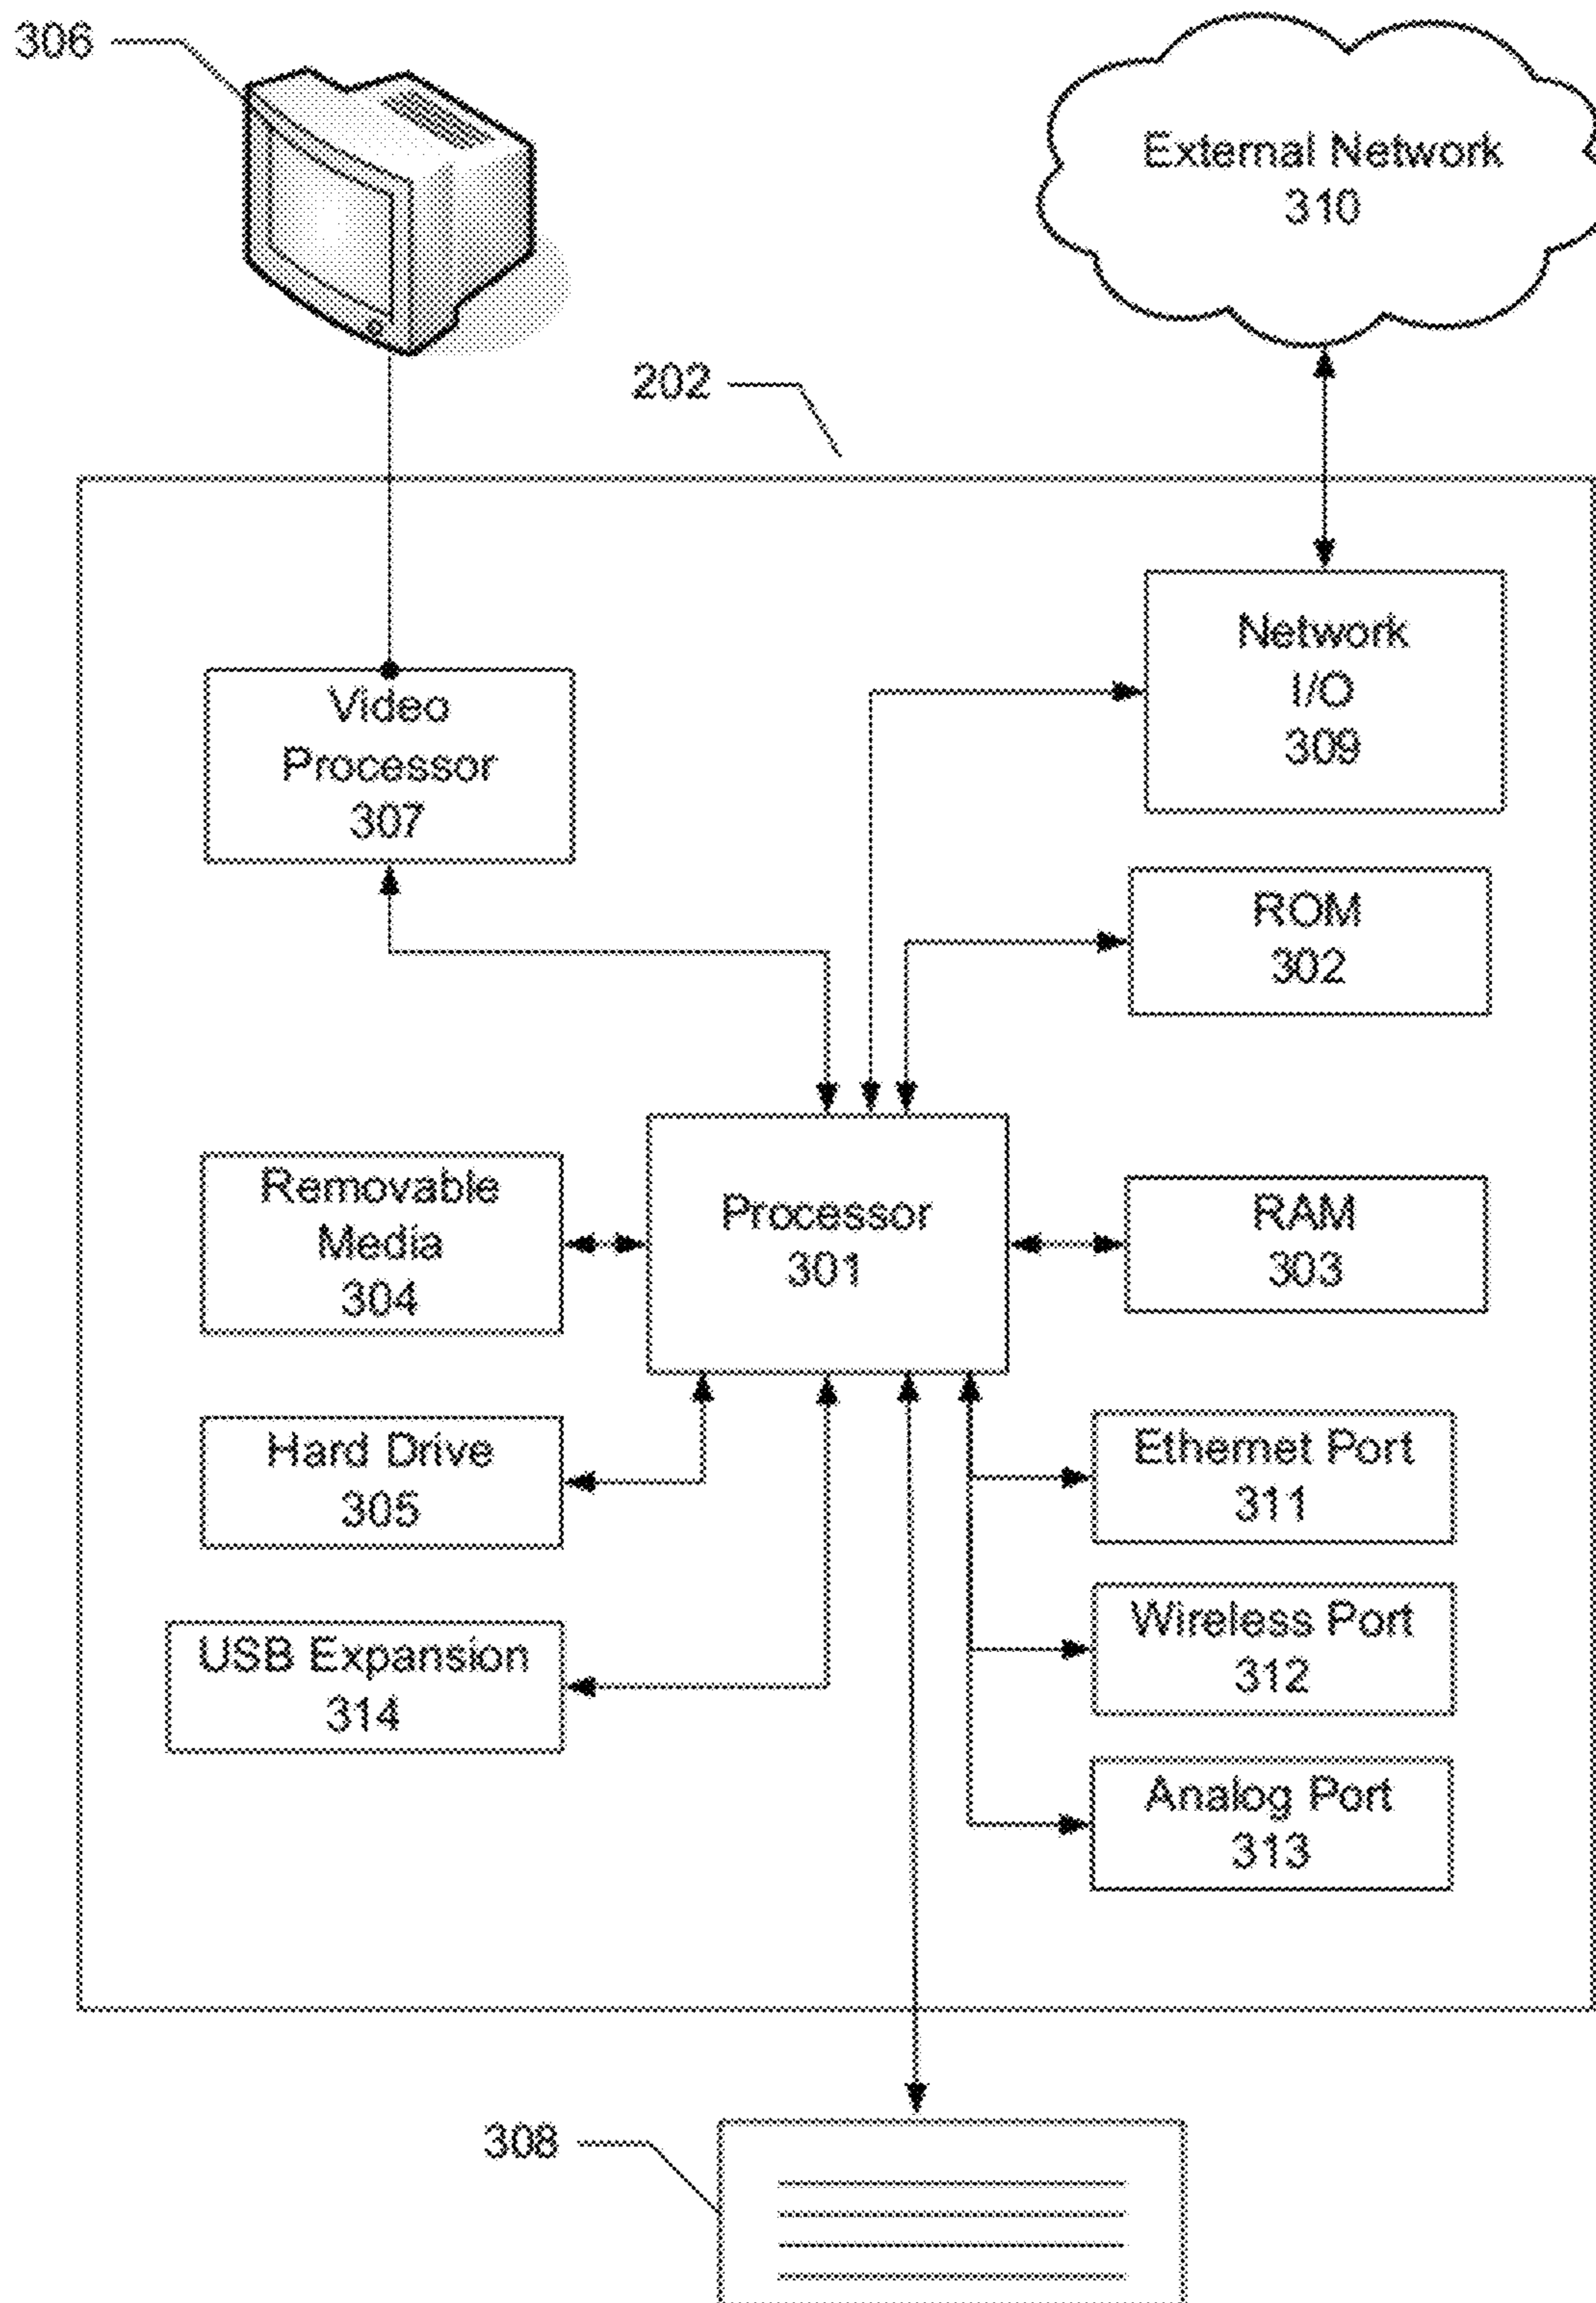 306
External Network
310
202
Network
I/O
309
Video
Processor
307
ROM
302
Removable
Media
304
Processor
301
RAM
303
Hard Drive
305
Ethernet Port
311
USB Expansion
314
Wireless Port
312
Analog Port
313
308